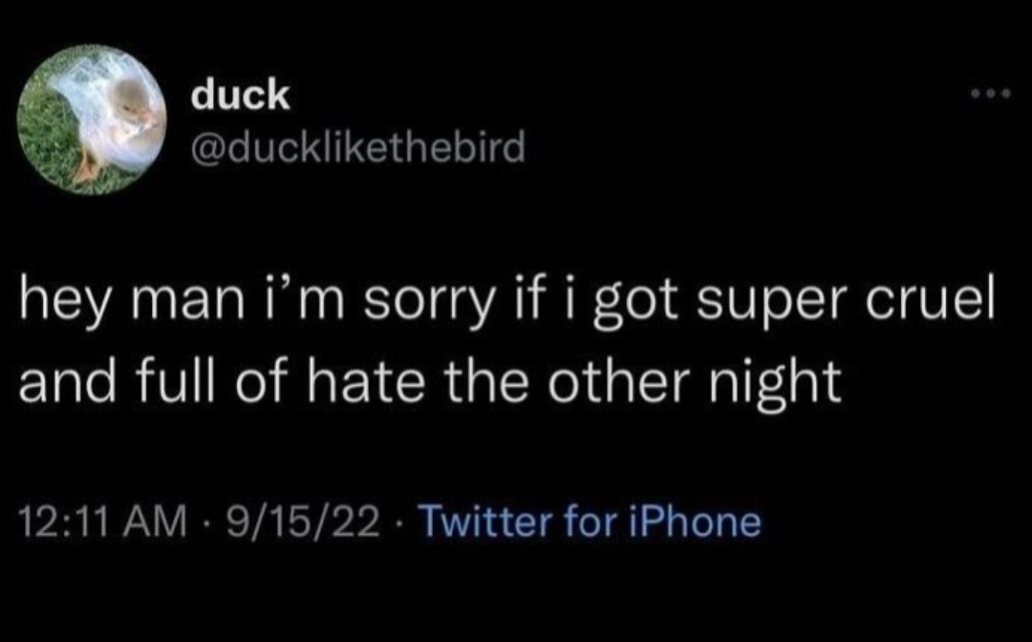 duck
@ducklikethebird
hey man i’m sorry if i got super cruel
and full of hate the other night
12:11 AM · 9/15/22 · Twitter for iPhone